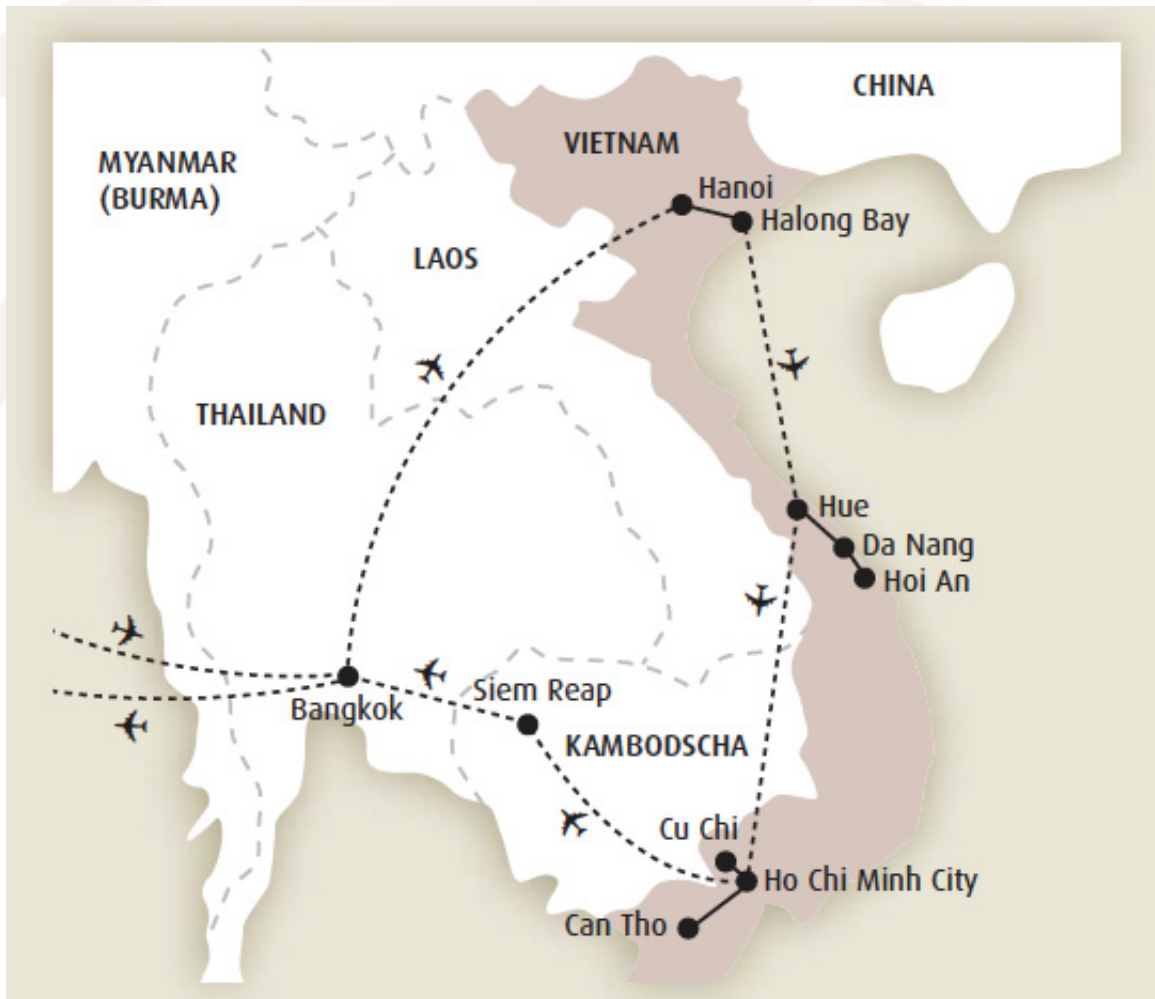 CHINA
VIETNAM
MYANMAR
(BURMA)
Hanoi
Halong Bay
LAOS
THAILAND
Hue
Da Nang
Hoi An
Siem Reap
Bangkok
KAMBODSCHA
Cu Chi
Ho Chi Minh City
Can Tho